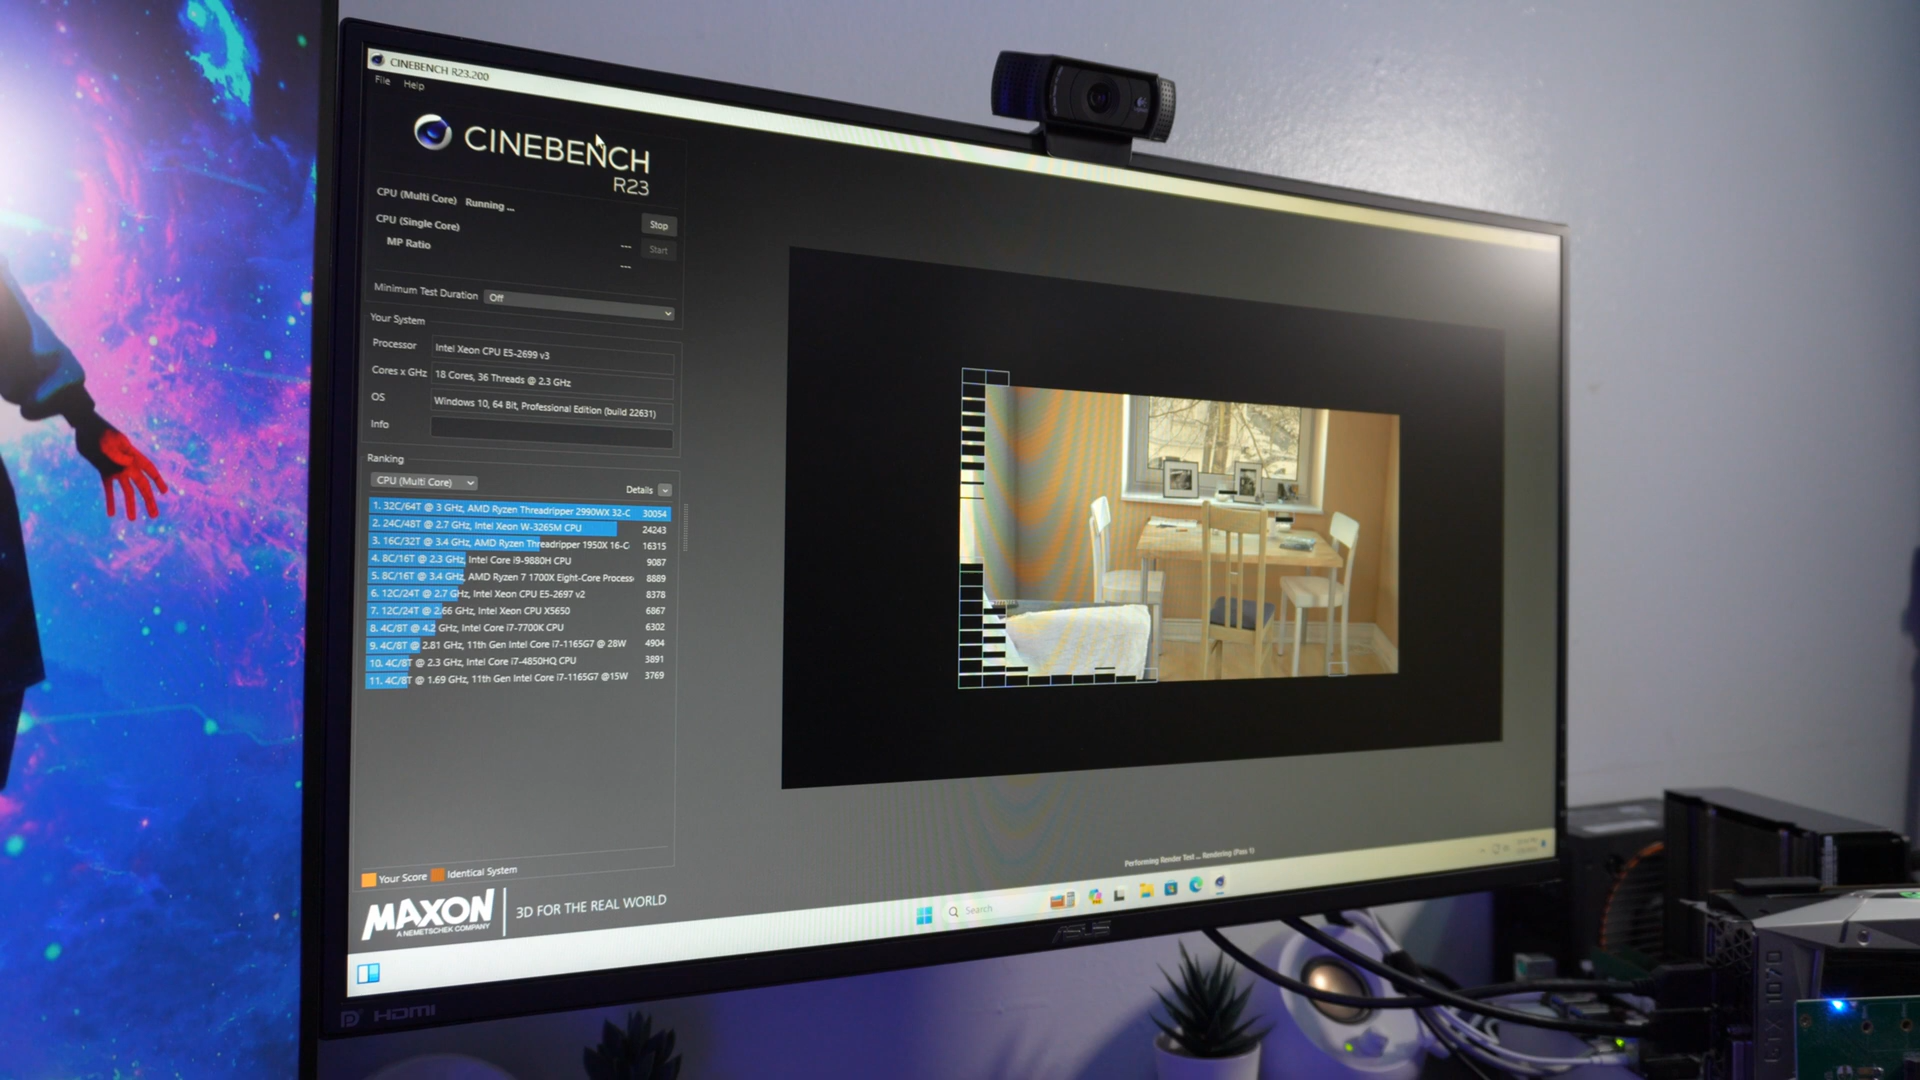 CINEBENCH R23.200
File Help
CINEBENCH
R23
CPU (Multi Core) Running ...
Stop
CPU (Single Core)
---
Start
MP Ratio
---
Minimum Test Duration Off
Your System
Processor Intel Xeon CPU E5-2699 v3
Cores x GHz 18 Cores, 36 Threads @ 2.3 GHz
OS Windows 10, 64 Bit, Professional Edition (build 22631)
Info
Ranking
CPU (Multi Core)
Details
1. 32C/64T @ 3 GHz, AMD Ryzen Threadripper 2990WX 32-C 30054
2. 24C/48T @ 2.7 GHz, Intel Xeon W-3265M CPU 24243
3. 16C/32T @ 3.4 GHz, AMD Ryzen Threadripper 1950X 16-C 16315
4. 8C/16T @ 2.3 GHz, Intel Core i9-9880H CPU 9087
5. 8C/16T @ 3.4 GHz, AMD Ryzen 7 1700X Eight-Core Process 8889
6. 12C/24T @ 2.7 GHz, Intel Xeon CPU E5-2697 v2 8378
7. 12C/24T @ 2.66 GHz, Intel Xeon CPU X5650 6867
8. 4C/8T @ 4.2 GHz, Intel Core i7-7700K CPU 6302
9. 4C/8T @ 2.81 GHz, 11th Gen Intel Core i7-1165G7 @ 28W 4904
10. 4C/8T @ 2.3 GHz, Intel Core i7-4850HQ CPU 3891
11. 4C/8T @ 1.69 GHz, 11th Gen Intel Core i7-1165G7 @15W 3769
Performing Render Test ... Rendering (Pass 1)
Your Score Identical System
MAXON
A NEMETSCHEK COMPANY
3D FOR THE REAL WORLD
Search
ASUS
HDMI
GTX 1070